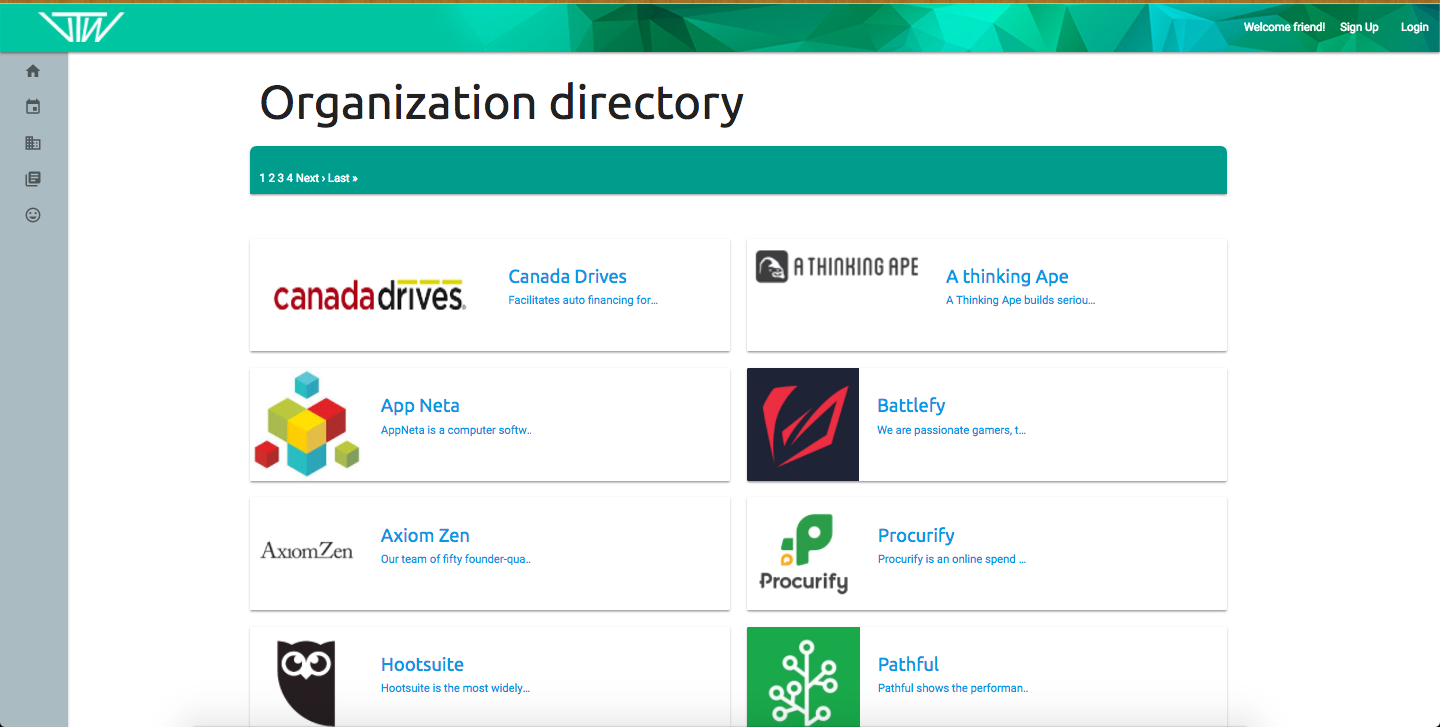 VTW
Welcome friend! Sign Up Login
Organization directory
1 2 3 4 Next › Last »
canadadrives®
Canada Drives
Facilitates auto financing for...
A THINKING APE
A thinking Ape
A Thinking Ape builds seriou...
App Neta
AppNeta is a computer softw..
Battlefy
We are passionate gamers, t...
AxiomZen
Axiom Zen
Our team of fifty founder-qua..
Procurify
Procurify
Procurify is an online spend ...
Hootsuite
Hootsuite is the most widely...
Pathful
Pathful shows the performan..